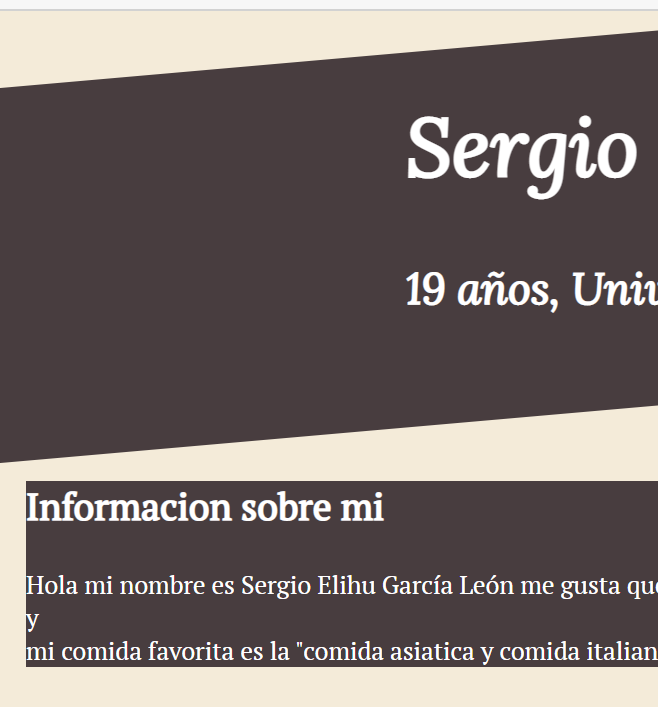 Sergio
19 años, Univ
Informacion sobre mi
Hola mi nombre es Sergio Elihu García León me gusta que
y
mi comida favorita es la "comida asiatica y comida italian